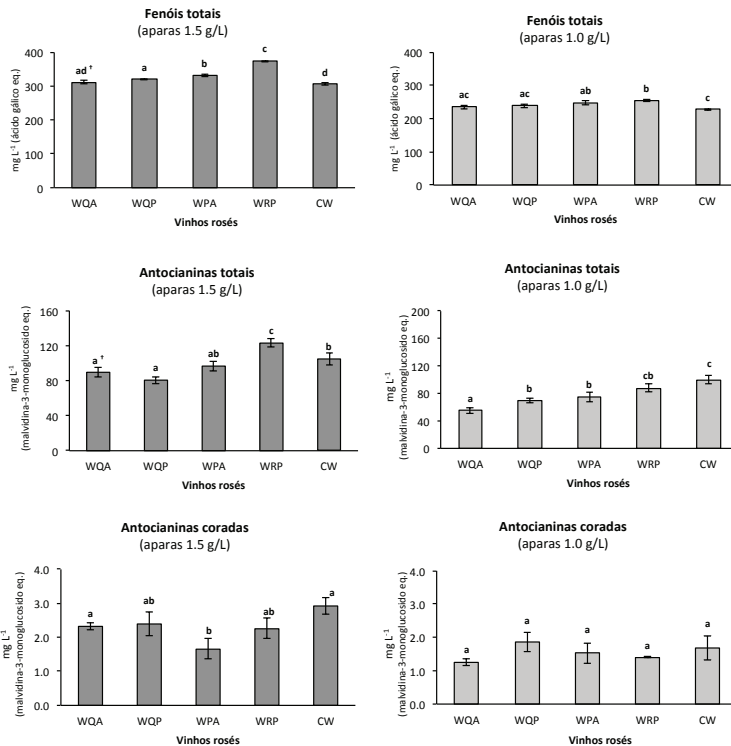 Fenóis totais
(aparas 1.5 g/L)
mg L-1 (ácido gálico eq.)
400
300
200
100
0
ad †
a
b
c
d
WQA
WQP
WPA
WRP
CW
Vinhos rosés
Fenóis totais
(aparas 1.0 g/L)
mg L-1 (ácido gálico eq.)
400
300
200
100
0
ac
ac
ab
b
c
WQA
WQP
WPA
WRP
CW
Vinhos rosés
Antocianinas totais
(aparas 1.5 g/L)
mg L-1
(malvidina-3-monoglucosido eq.)
160
120
80
40
0
a †
a
ab
c
b
WQA
WQP
WPA
WRP
CW
Vinhos rosés
Antocianinas totais
(aparas 1.0 g/L)
mg L-1
(malvidina-3-monoglucosido eq.)
200
160
120
80
40
0
a
b
b
cb
c
WQA
WQP
WPA
WRP
CW
Vinhos rosés
Antocianinas coradas
(aparas 1.5 g/L)
mg L-1
(malvidina-3-monoglucosido eq.)
4.0
3.0
2.0
1.0
0.0
a
ab
b
ab
a
WQA
WQP
WPA
WRP
CW
Vinhos rosés
Antocianinas coradas
(aparas 1.0 g/L)
mg L-1
(malvidina-3-monoglucosido eq.)
4.0
3.0
2.0
1.0
0.0
a
a
a
a
a
WQA
WQP
WPA
WRP
CW
Vinhos rosés